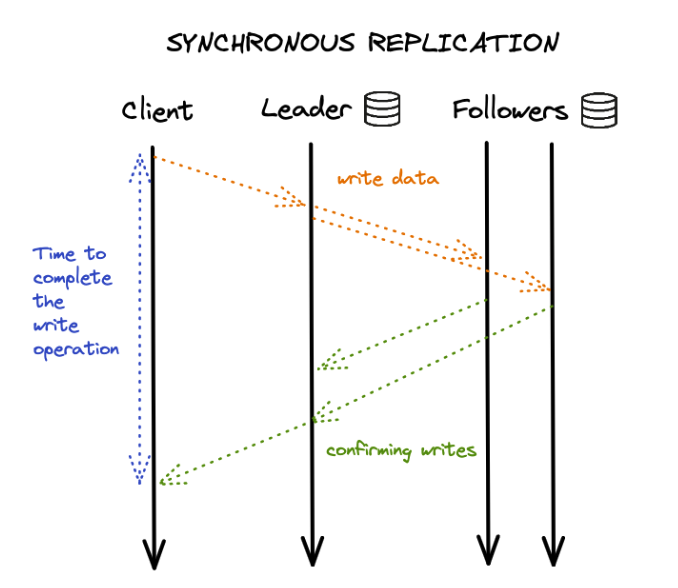 SYNCHRONOUS REPLICATION
Client
Leader
Followers
write data
Time to
complete
the
write
operation
confirming writes